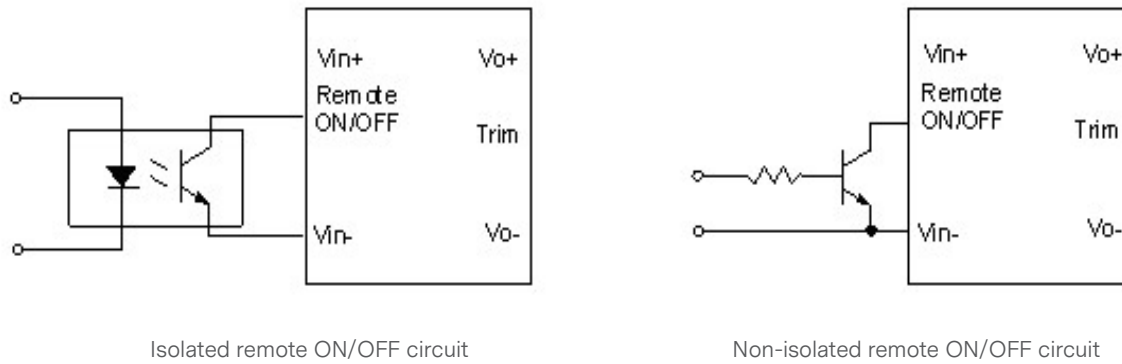 Vin+ Vo+
Remote
ON/OFF
Trim
Vin- Vo-
Isolated remote ON/OFF circuit
Vin+ Vo+
Remote
ON/OFF
Trim
Vin- Vo-
Non-isolated remote ON/OFF circuit